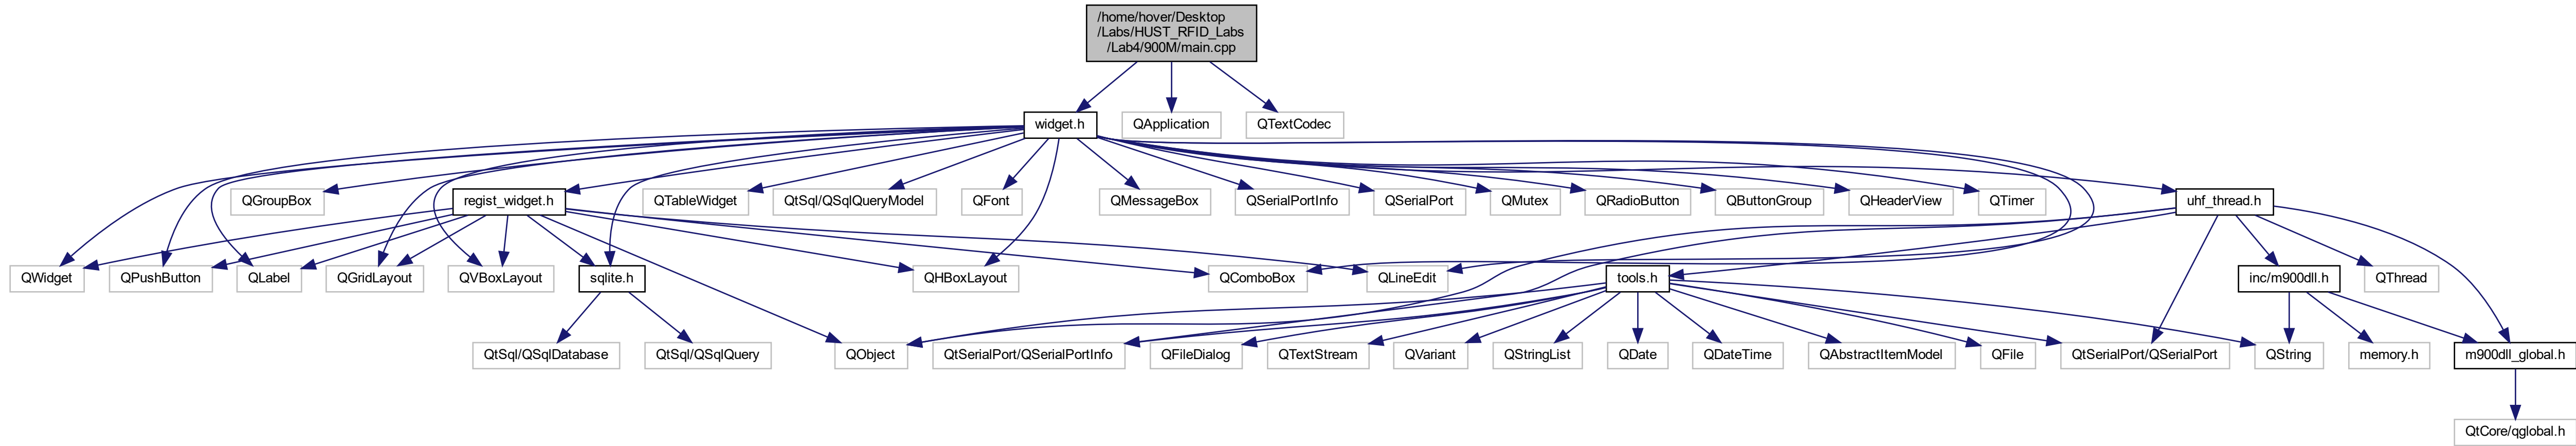 /home/hover/Desktop
/Labs/HUST_RFID_Labs
/Lab4/900M/main.cpp
widget.h
QApplication
QTextCodec
QGroupBox
regist_widget.h
QTableWidget
QtSql/QSqlQueryModel
QFont
QMessageBox
QSerialPortInfo
QSerialPort
QMutex
QRadioButton
QButtonGroup
QHeaderView
QTimer
uhf_thread.h
QWidget
QPushButton
QLabel
QGridLayout
QVBoxLayout
sqlite.h
QHBoxLayout
QComboBox
QLineEdit
tools.h
inc/m900dll.h
QThread
QtSql/QSqlDatabase
QtSql/QSqlQuery
QObject
QtSerialPort/QSerialPortInfo
QFileDialog
QTextStream
QVariant
QStringList
QDate
QDateTime
QAbstractItemModel
QFile
QtSerialPort/QSerialPort
QString
memory.h
m900dll_global.h
QtCore/qglobal.h